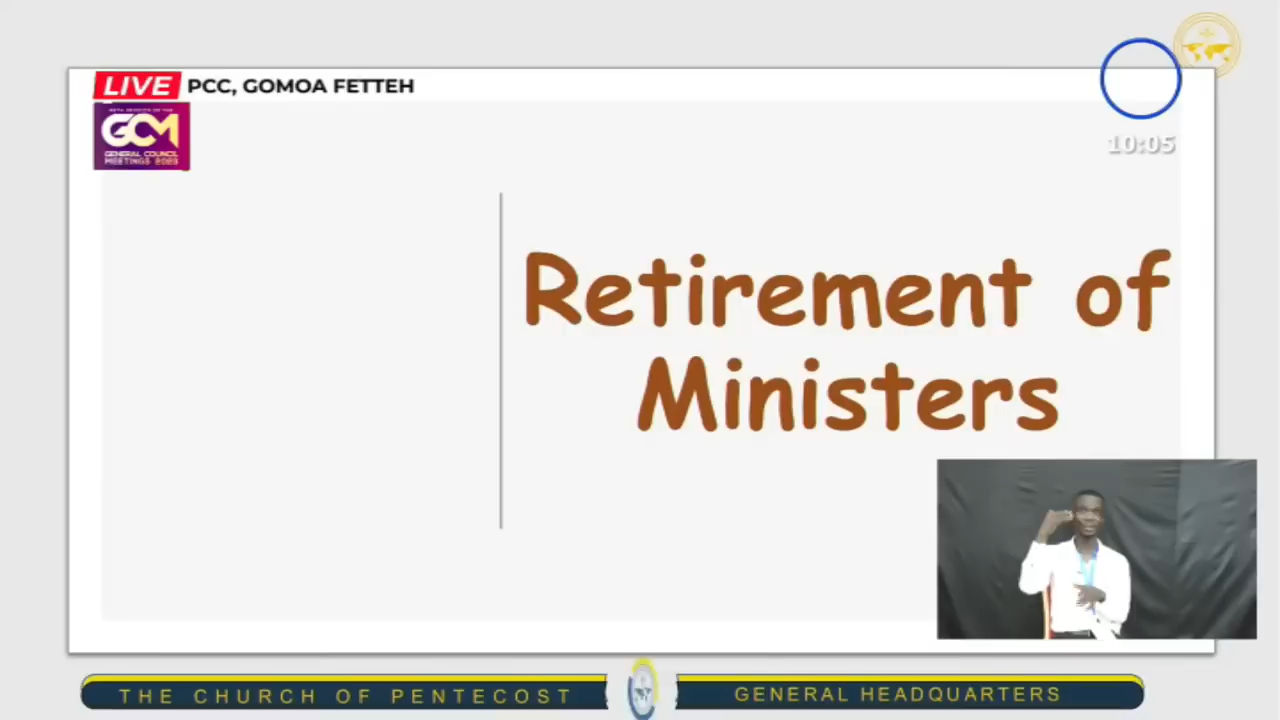 LIVE PCC, GOMOA FETTEH
GCM
GENERAL COUNCIL
MEETINGS 2023
10:05
Retirement of
Ministers
THE CHURCH OF PENTECOST
GENERAL HEADQUARTERS